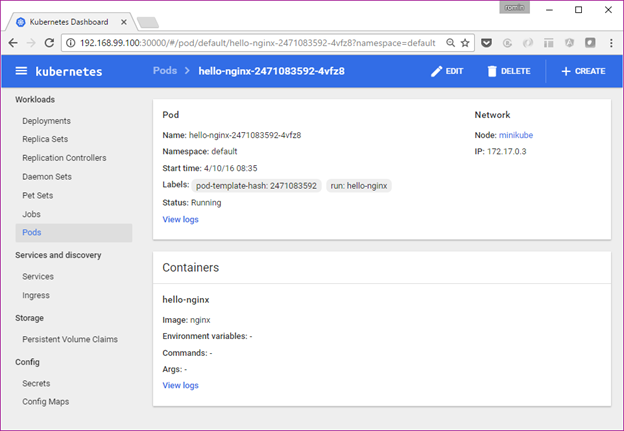 romin
Kubernetes Dashboard
192.168.99.100:30000/#/pod/default/hello-nginx-2471083592-4vfz8?namespace=default
kubernetes
Pods > hello-nginx-2471083592-4vfz8
EDIT
DELETE
+ CREATE
Workloads
Deployments
Replica Sets
Replication Controllers
Daemon Sets
Pet Sets
Jobs
Pods
Services and discovery
Services
Ingress
Storage
Persistent Volume Claims
Config
Secrets
Config Maps
Pod
Name: hello-nginx-2471083592-4vfz8
Namespace: default
Start time: 4/10/16 08:35
Labels: pod-template-hash: 2471083592 run: hello-nginx
Status: Running
View logs
Network
Node: minikube
IP: 172.17.0.3
Containers
hello-nginx
Image: nginx
Environment variables: -
Commands: -
Args: -
View logs